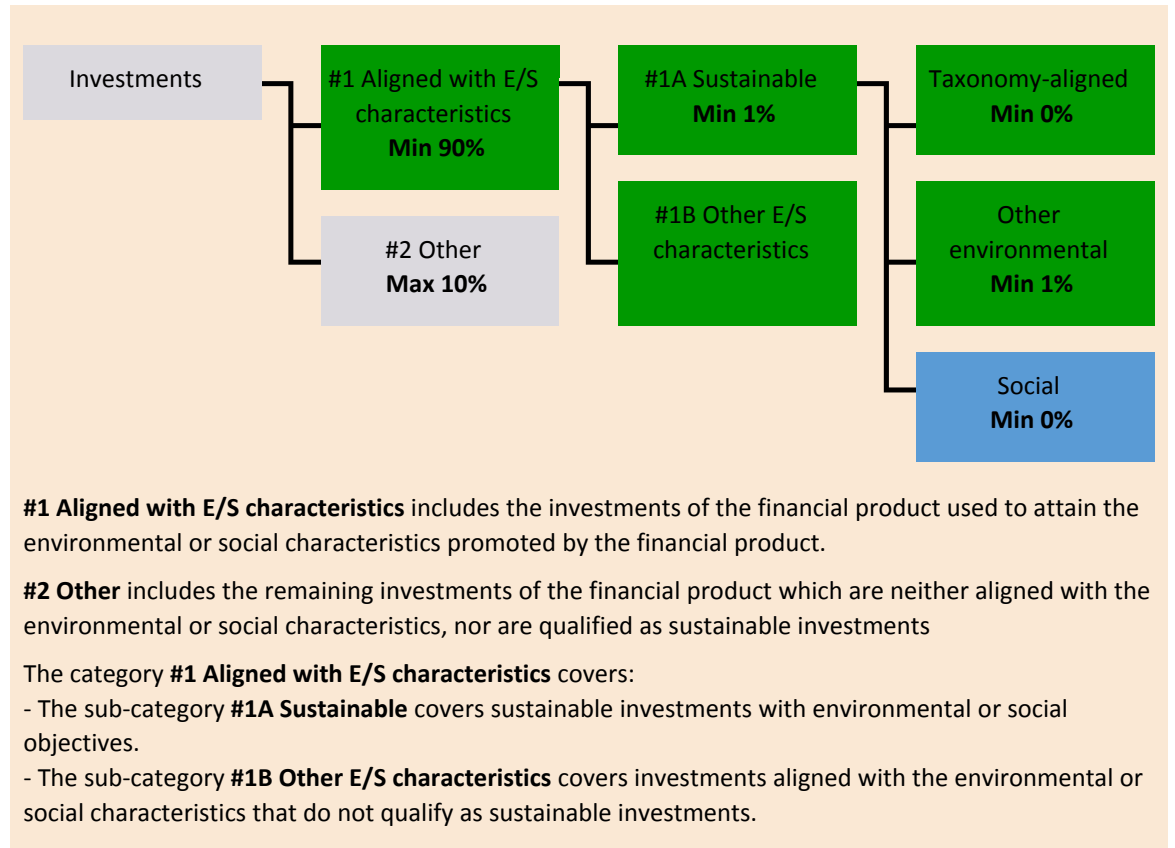 Investments
#1 Aligned with E/S
characteristics
Min 90%
#2 Other
Max 10%
#1A Sustainable
Min 1%
#1B Other E/S
characteristics
Taxonomy-aligned
Min 0%
Other
environmental
Min 1%
Social
Min 0%
#1 Aligned with E/S characteristics includes the investments of the financial product used to attain the
environmental or social characteristics promoted by the financial product.
#2 Other includes the remaining investments of the financial product which are neither aligned with the
environmental or social characteristics, nor are qualified as sustainable investments
The category #1 Aligned with E/S characteristics covers:
- The sub-category #1A Sustainable covers sustainable investments with environmental or social
objectives.
- The sub-category #1B Other E/S characteristics covers investments aligned with the environmental or
social characteristics that do not qualify as sustainable investments.